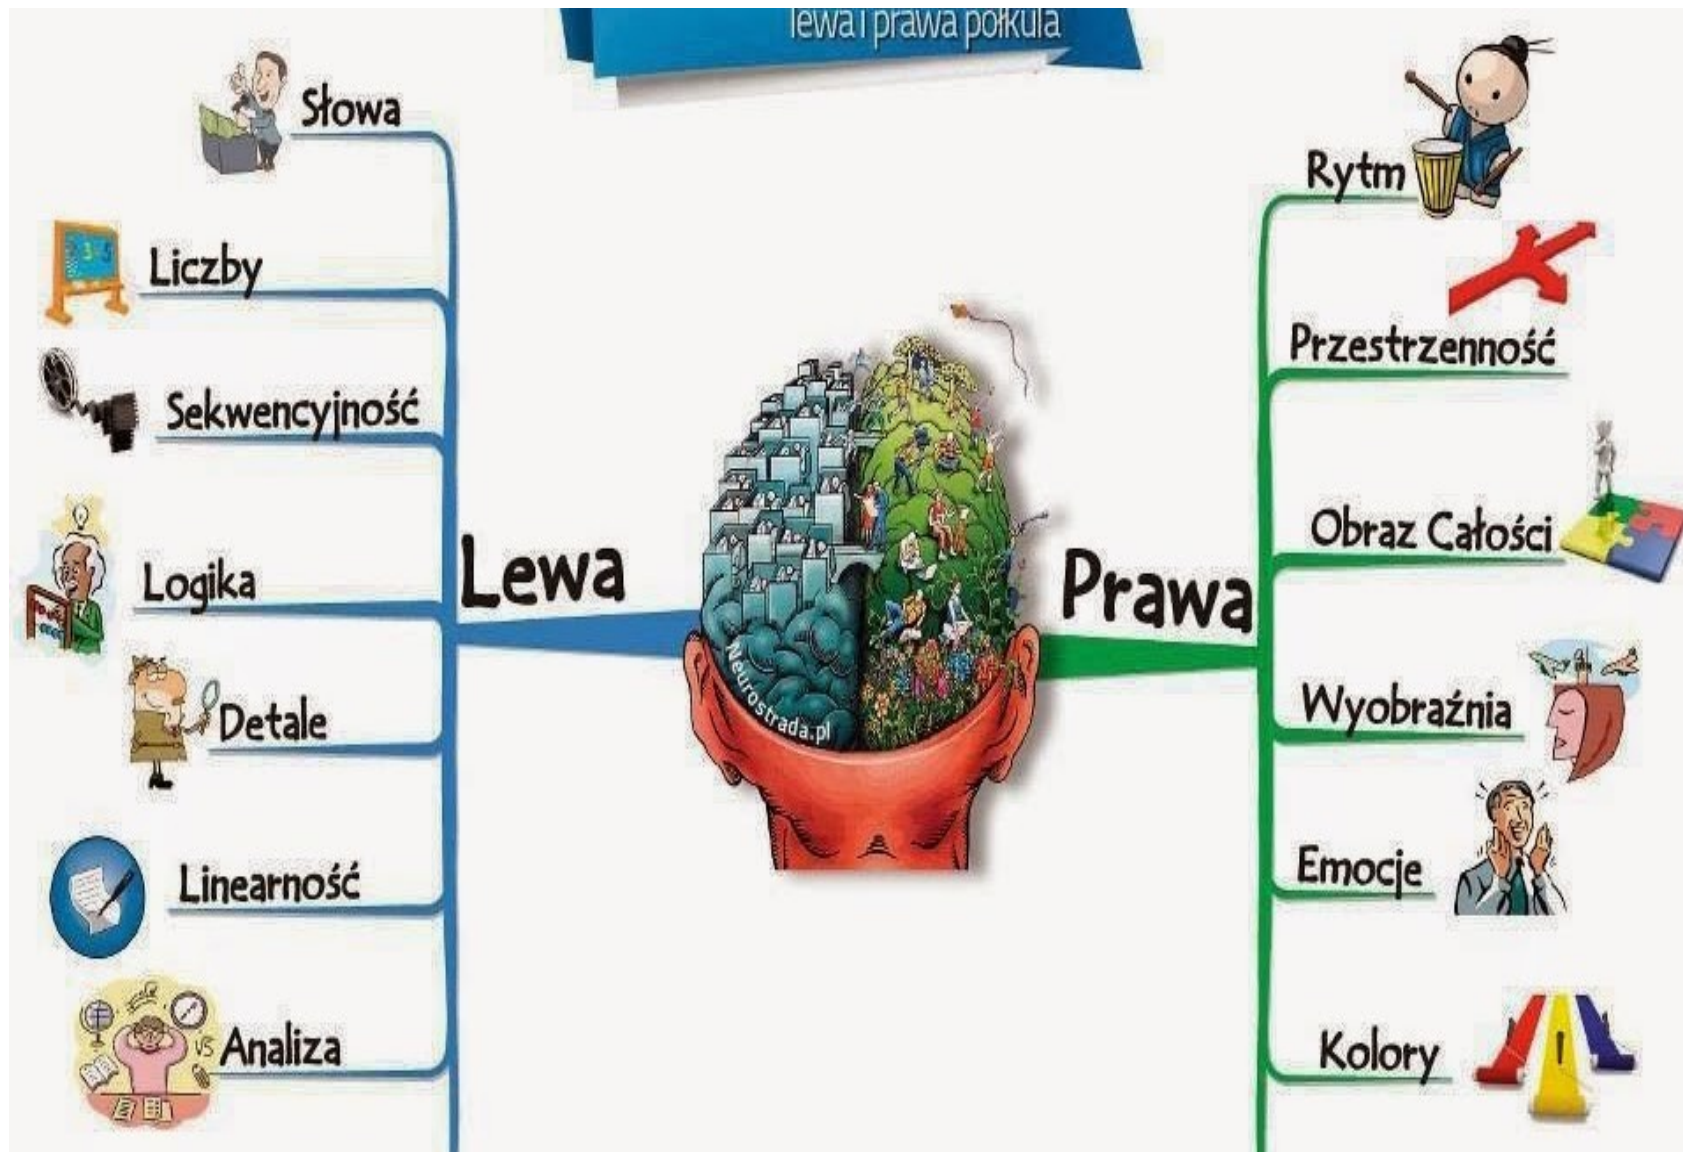 lewa i prawa półkula
Słowa
Liczby
Sekwencyjność
Logika
Detale
Linearność
Analiza
VS
Lewa
Neurostrada.pl
Prawa
Rytm
Przestrzenność
Obraz Całości
Wyobraźnia
Emocje
Kolory